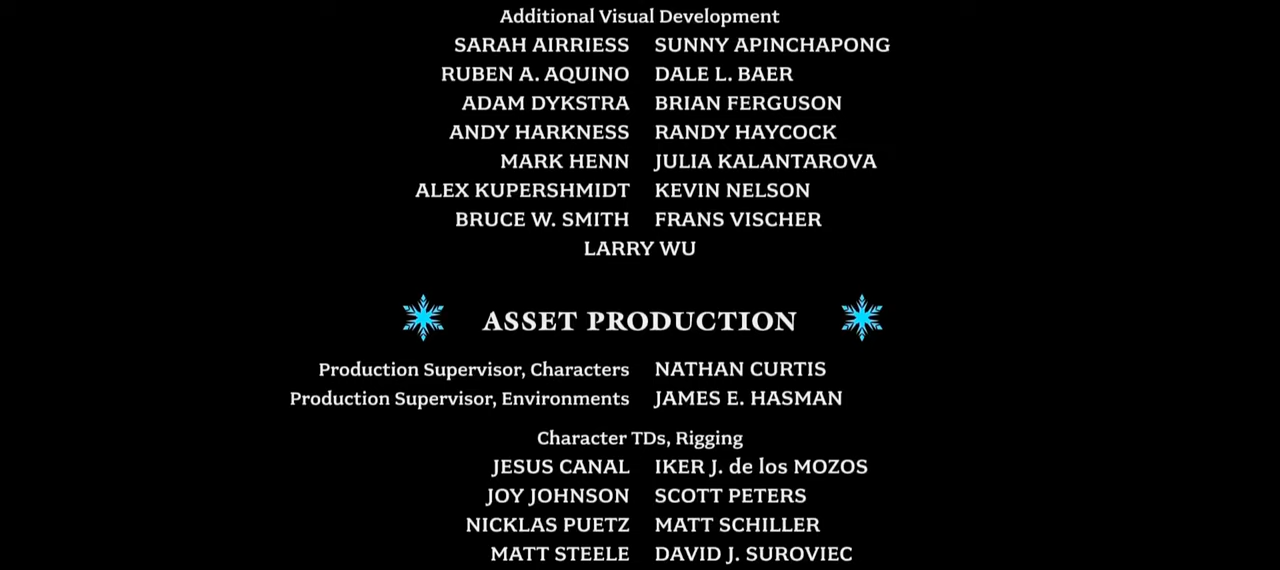 Additional Visual Development
SARAH AIRRIESS SUNNY APINCHAPONG
RUBEN A. AQUINO DALE L. BAER
ADAM DYKSTRA BRIAN FERGUSON
ANDY HARKNESS RANDY HAYCOCK
MARK HENN JULIA KALANTAROVA
ALEX KUPERSHMIDT KEVIN NELSON
BRUCE W. SMITH FRANS VISCHER
LARRY WU
ASSET PRODUCTION
Production Supervisor, Characters NATHAN CURTIS
Production Supervisor, Environments JAMES E. HASMAN
Character TDs, Rigging
JESUS CANAL IKER J. de los MOZOS
JOY JOHNSON SCOTT PETERS
NICKLAS PUETZ MATT SCHILLER
MATT STEELE DAVID J. SUROVIEC